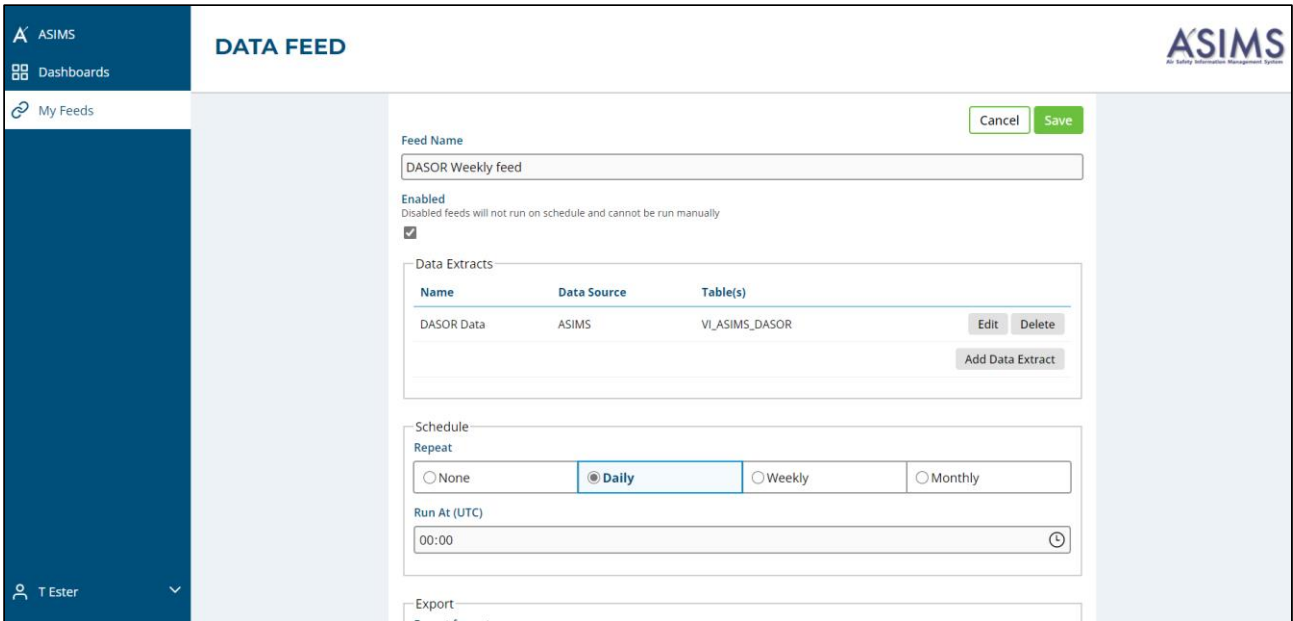 ASIMS
Dashboards
My Feeds
T Ester
DATA FEED
ASIMS
Air Safety Information Management System
Cancel Save
Feed Name
DASOR Weekly feed
Enabled
Disabled feeds will not run on schedule and cannot be run manually
Data Extracts
Name Data Source Table(s)
DASOR Data ASIMS VI_ASIMS_DASOR Edit Delete
Add Data Extract
Schedule
Repeat
None Daily Weekly Monthly
Run At (UTC)
00:00
Export